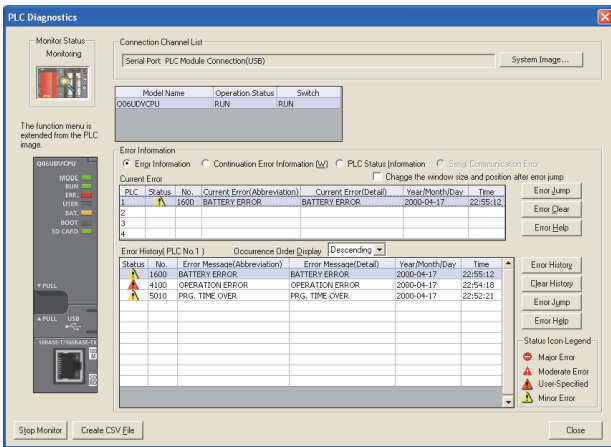 PLC Diagnostics
Monitor Status
Monitoring
Connection Channel List
Serial Port PLC Module Connection(USB)
System Image...
Model Name Operation Status Switch
Q06UDVCPU RUN RUN
The function menu is
extended from the PLC
image.
Q06UDVCPU
MODE
RUN
ERR.
USER
BAT.
BOOT
SD CARD
▼PULL
▲PULL USB
10BASE-T/100BASE-TX
100
M
SD
RD
Error Information
Error Information Continuation Error Information (W) PLC Status Information Serial Communication Error
Current Error Change the window size and position after error jump
PLC Status No. Current Error(Abbreviation) Current Error(Detail) Year/Month/Day Time
1 1600 BATTERY ERROR BATTERY ERROR 2000-04-17 22:55:12
2
3
4
Error Jump
Error Clear
Error Help
Error History( PLC No.1 ) Occurrence Order Display Descending
Status No. Error Message(Abbreviation) Error Message(Detail) Year/Month/Day Time
1600 BATTERY ERROR BATTERY ERROR 2000-04-17 22:55:12
4100 OPERATION ERROR OPERATION ERROR 2000-04-17 22:54:18
5010 PRG. TIME OVER PRG. TIME OVER 2000-04-17 22:52:21
Error History
Clear History
Error Jump
Error Help
Status Icon Legend
Major Error
Moderate Error
User-Specified
Minor Error
Stop Monitor
Create CSV File
Close